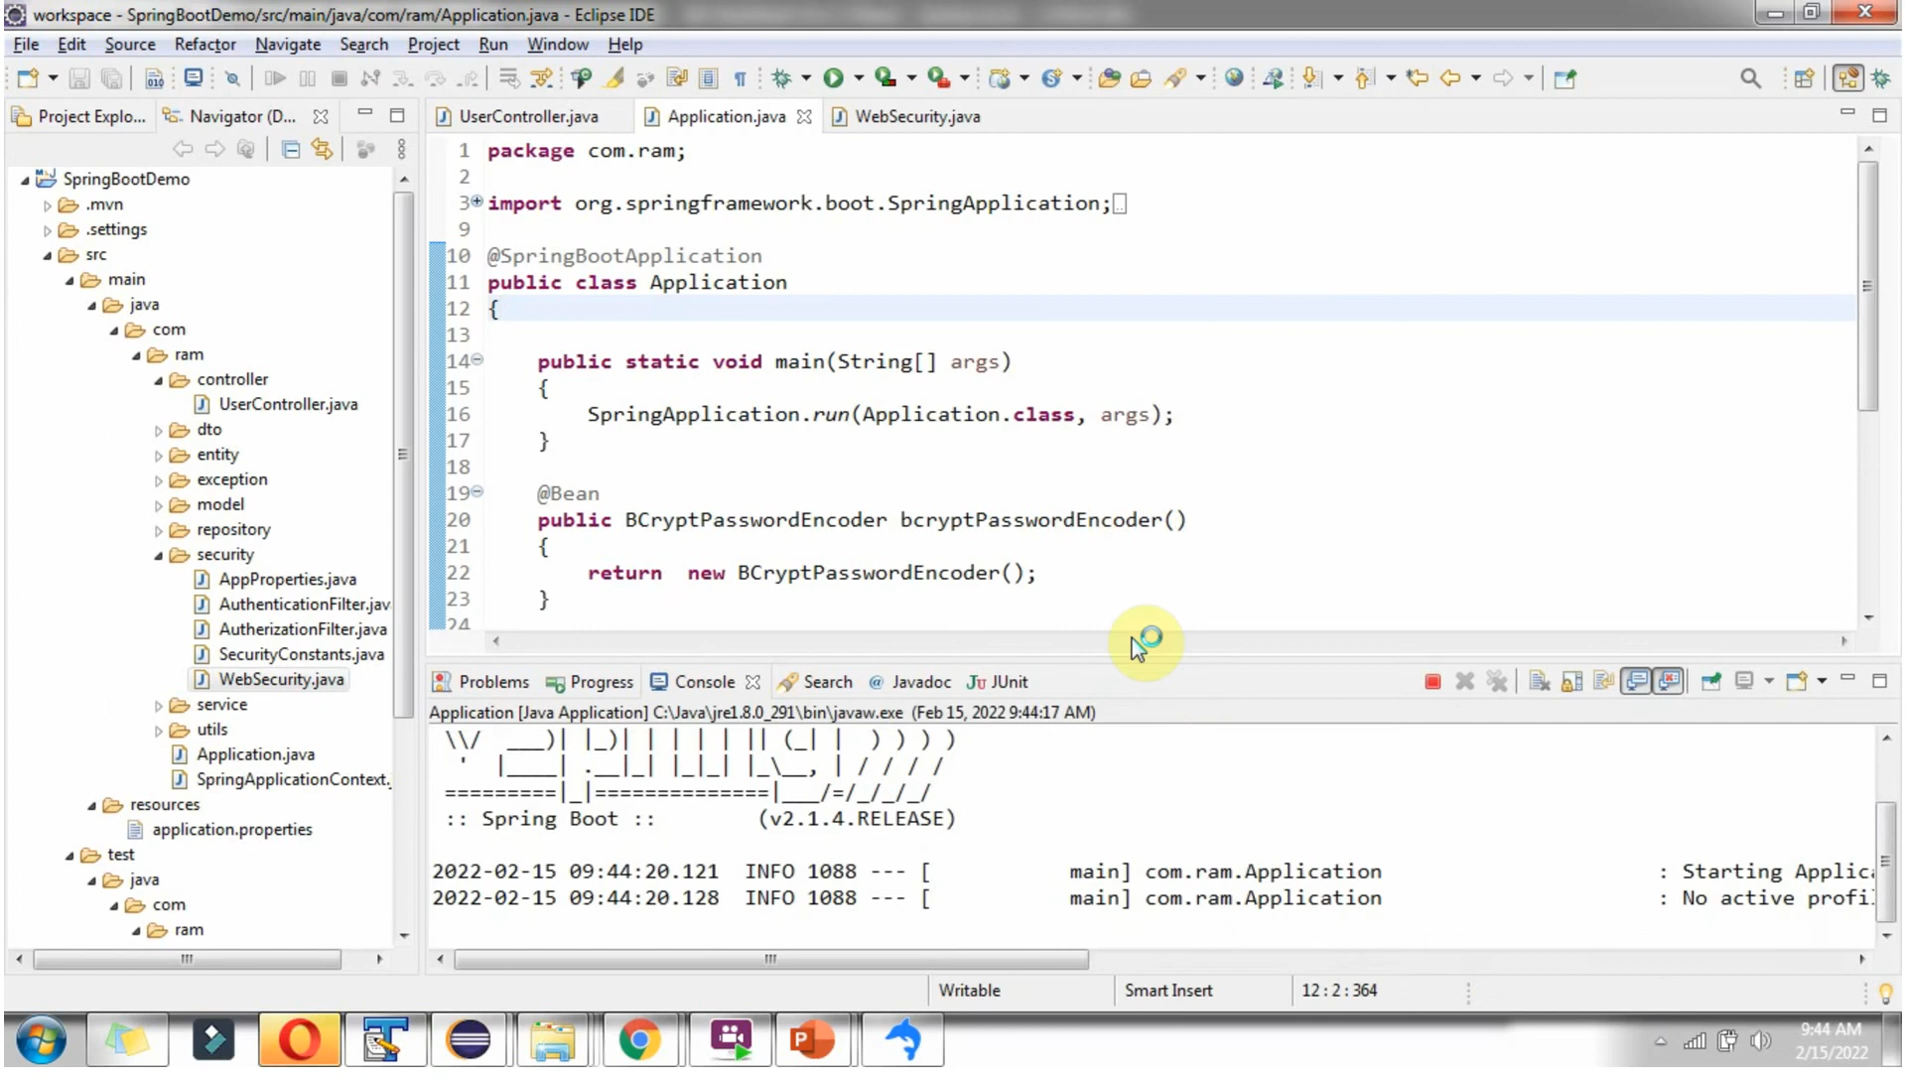 workspace - SpringBootDemo/src/main/java/com/ram/Application.java - Eclipse IDE
File Edit Source Refactor Navigate Search Project Run Window Help
Project Explo... Navigator (D...
UserController.java Application.java WebSecurity.java
SpringBootDemo
.mvn
.settings
src
main
java
com
ram
controller
UserController.java
dto
entity
exception
model
repository
security
AppProperties.java
AuthenticationFilter.jav
AutherizationFilter.java
SecurityConstants.java
WebSecurity.java
service
utils
Application.java
SpringApplicationContext.
resources
application.properties
test
java
com
ram
1 package com.ram;
2
3 import org.springframework.boot.SpringApplication;
9
10 @SpringBootApplication
11 public class Application
12 {
13
14 public static void main(String[] args)
15 {
16 SpringApplication.run(Application.class, args);
17 }
18
19 @Bean
20 public BCryptPasswordEncoder bcryptPasswordEncoder()
21 {
22 return new BCryptPasswordEncoder();
23 }
24
Problems Progress Console Search @ Javadoc JUnit
Application [Java Application] C:\Java\jre1.8.0_291\bin\javaw.exe (Feb 15, 2022 9:44:17 AM)
\\/ ___)| |_)| | | | | || (_| | ) ) ) )
' |____| .__|_| |_|_| |_\__, | / / / /
=========|_|==============|___/=/_/_/_/
:: Spring Boot :: (v2.1.4.RELEASE)
2022-02-15 09:44:20.121 INFO 1088 --- [ main] com.ram.Application : Starting Applic
2022-02-15 09:44:20.128 INFO 1088 --- [ main] com.ram.Application : No active profi
Writable Smart Insert 12 : 2 : 364
9:44 AM
2/15/2022